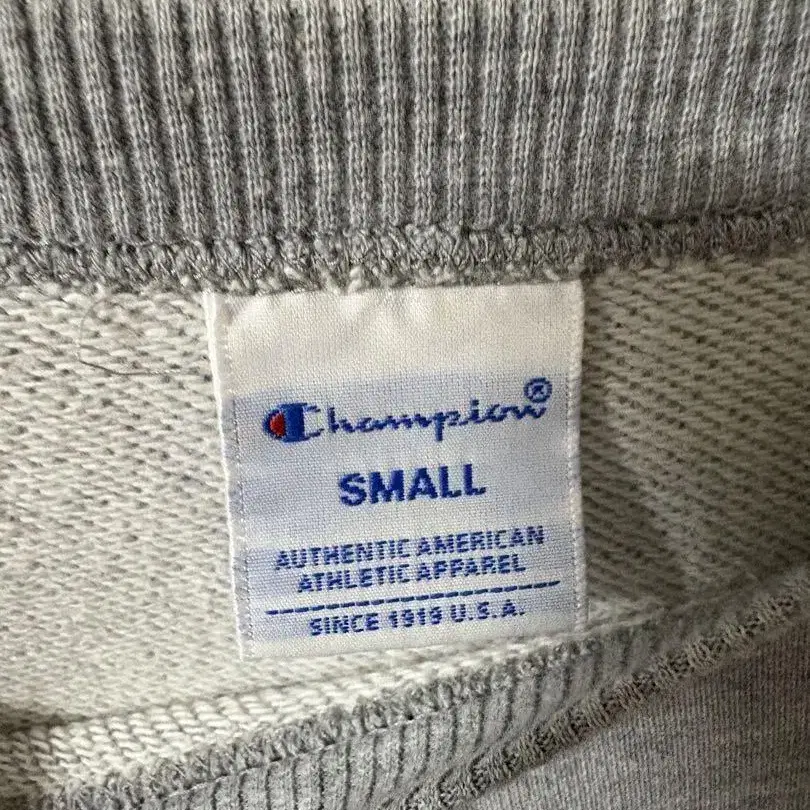 Champion®
SMALL
AUTHENTIC AMERICAN
ATHLETIC APPAREL
SINCE 1919 U.S.A.